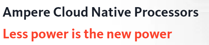 Ampere Cloud Native Processors
Less power is the new power